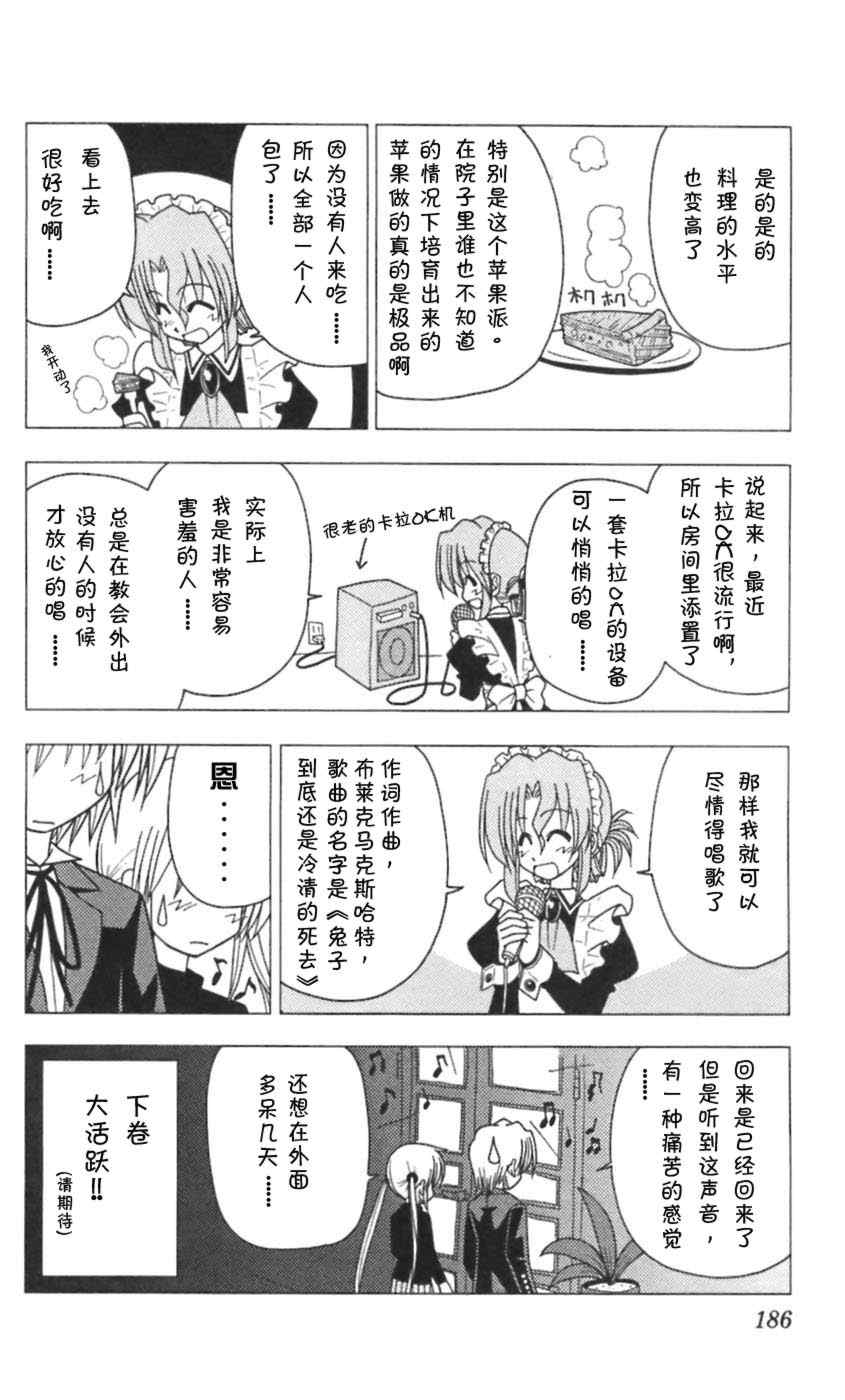 是的是的
料理的水平
也变高了
ホク ホク
特别是这个苹果派。
在院子里谁也不知道
的情况下培育出来的
苹果做的真的是极品啊
因为没有人来吃……
所以全部一个人
包了……
看上去
很好吃啊……
我开动了
说起来，最近
卡拉OK很流行啊，
所以房间里添置了
一套卡拉OK的设备
可以悄悄的唱……
很老的卡拉OK机
实际上
我是非常容易
害羞的人……
总是在教会外出
没有人的时候
才放心的唱……
那样我就可以
尽情得唱歌了
作词作曲，
布莱克马克斯哈特，
歌曲的名字是《兔子
到底还是冷清的死去》
恩……
回来是已经回来了
但是听到这声音，
有一种痛苦的感觉
……
还想在外面
多呆几天……
下卷
大活跃!!
(请期待)
186